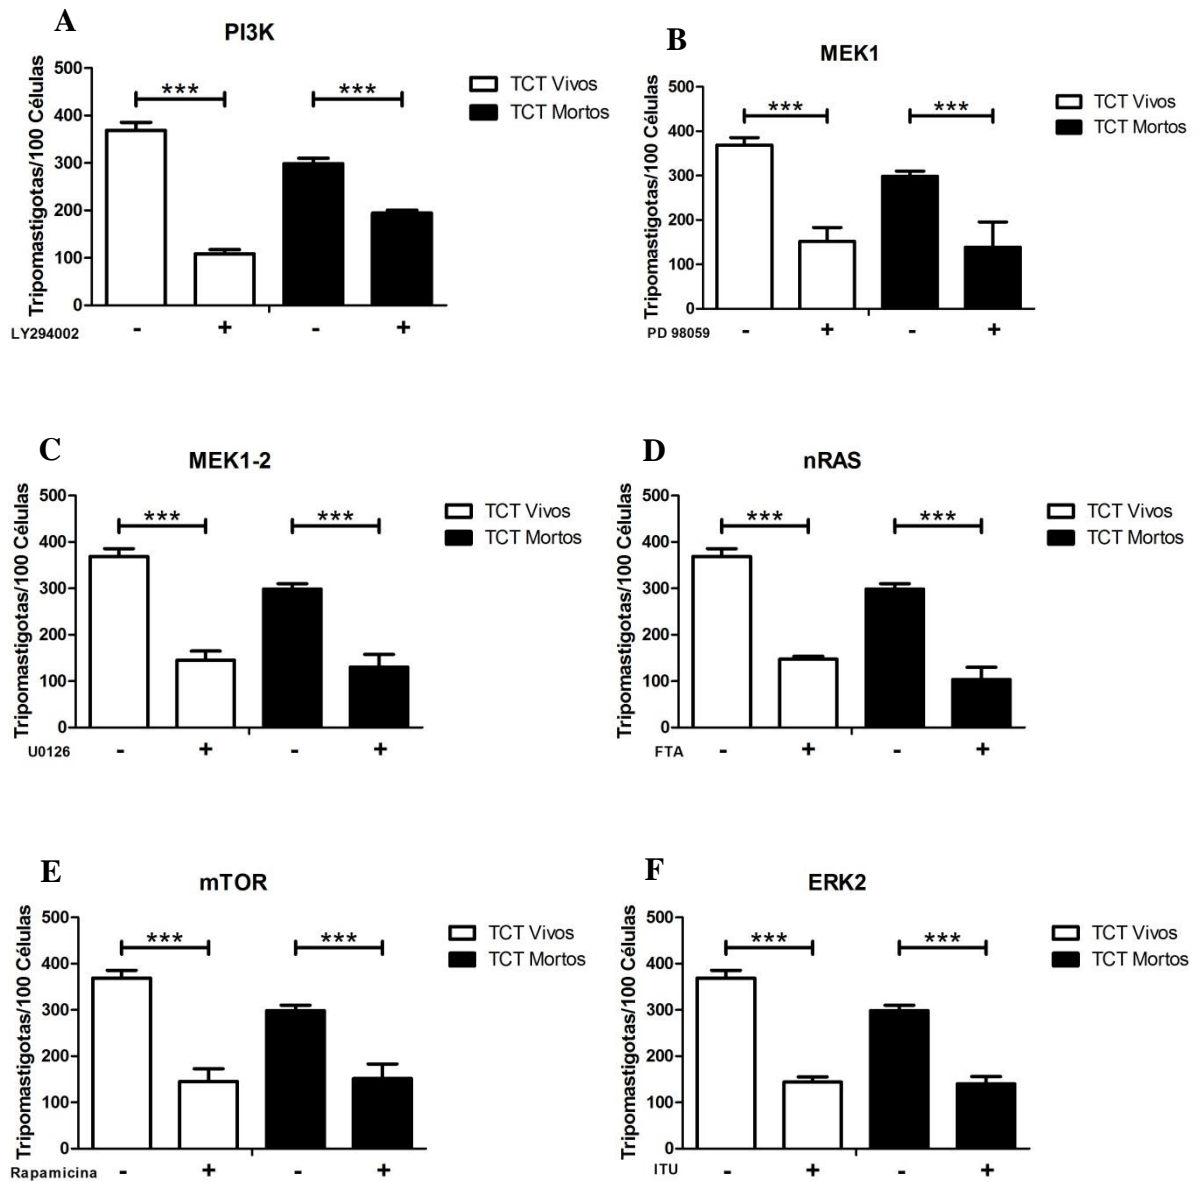 A
PI3K
Tripomastigotas/100 Células
500
400
300
200
100
0
*** ***
TCT Vivos
TCT Mortos
LY294002 - + - +
B
MEK1
Tripomastigotas/100 Células
500
400
300
200
100
0
*** ***
TCT Vivos
TCT Mortos
PD 98059 - + - +
C
MEK1-2
Tripomastigotas/100 Células
500
400
300
200
100
0
*** ***
TCT Vivos
TCT Mortos
U0126 - + - +
D
nRAS
Tripomastigotas/100 Células
500
400
300
200
100
0
*** ***
TCT Vivos
TCT Mortos
FTA - + - +
E
mTOR
Tripomastigotas/100 Células
500
400
300
200
100
0
*** ***
TCT Vivos
TCT Mortos
Rapamicina - + - +
F
ERK2
Tripomastigotas/100 Células
500
400
300
200
100
0
*** ***
TCT Vivos
TCT Mortos
ITU - + - +